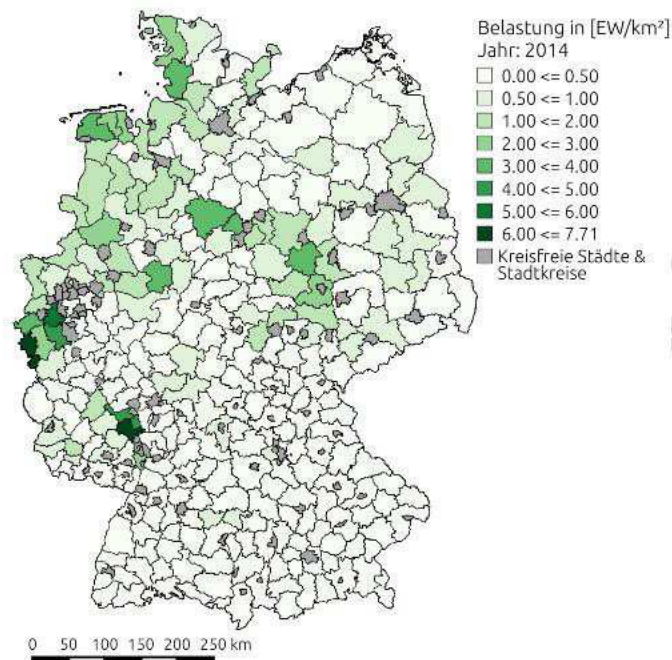 Belastung in [EW/km²]
Jahr: 2014
0.00 <= 0.50
0.50 <= 1.00
1.00 <= 2.00
2.00 <= 3.00
3.00 <= 4.00
4.00 <= 5.00
5.00 <= 6.00
6.00 <= 7.71
Kreisfreie Städte &
Stadtkreise
0 50 100 150 200 250 km